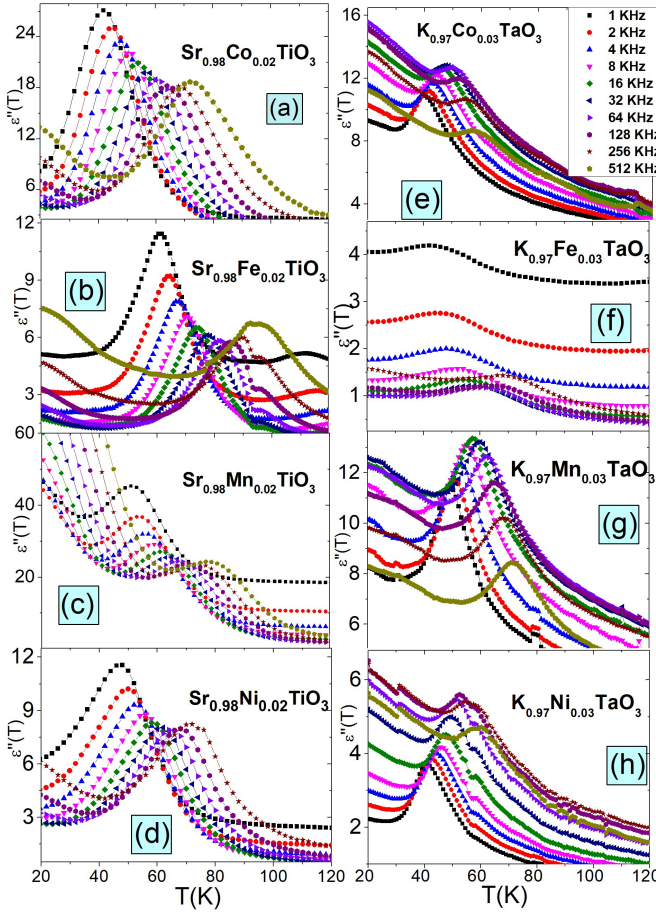 Sr0.98Co0.02TiO3
(a)
ε''(T)
27
24
18
12
6
Sr0.98Fe0.02TiO3
(b)
ε''(T)
12
9
6
3
Sr0.98Mn0.02TiO3
(c)
ε''(T)
60
40
20
Sr0.98Ni0.02TiO3
(d)
ε''(T)
12
9
6
3
20 40 60 80 100 120
T(K)
K0.97Co0.03TaO3
(e)
ε''(T)
16
12
8
4
1 KHz
2 KHz
4 KHz
8 KHz
16 KHz
32 KHz
64 KHz
128 KHz
256 KHz
512 KHz
K0.97Fe0.03TaO3
(f)
ε''(T)
4
3
2
1
K0.97Mn0.03TaO3
(g)
ε''(T)
12
10
8
6
K0.97Ni0.03TaO3
(h)
ε''(T)
6
4
2
20 40 60 80 100 120
T(K)